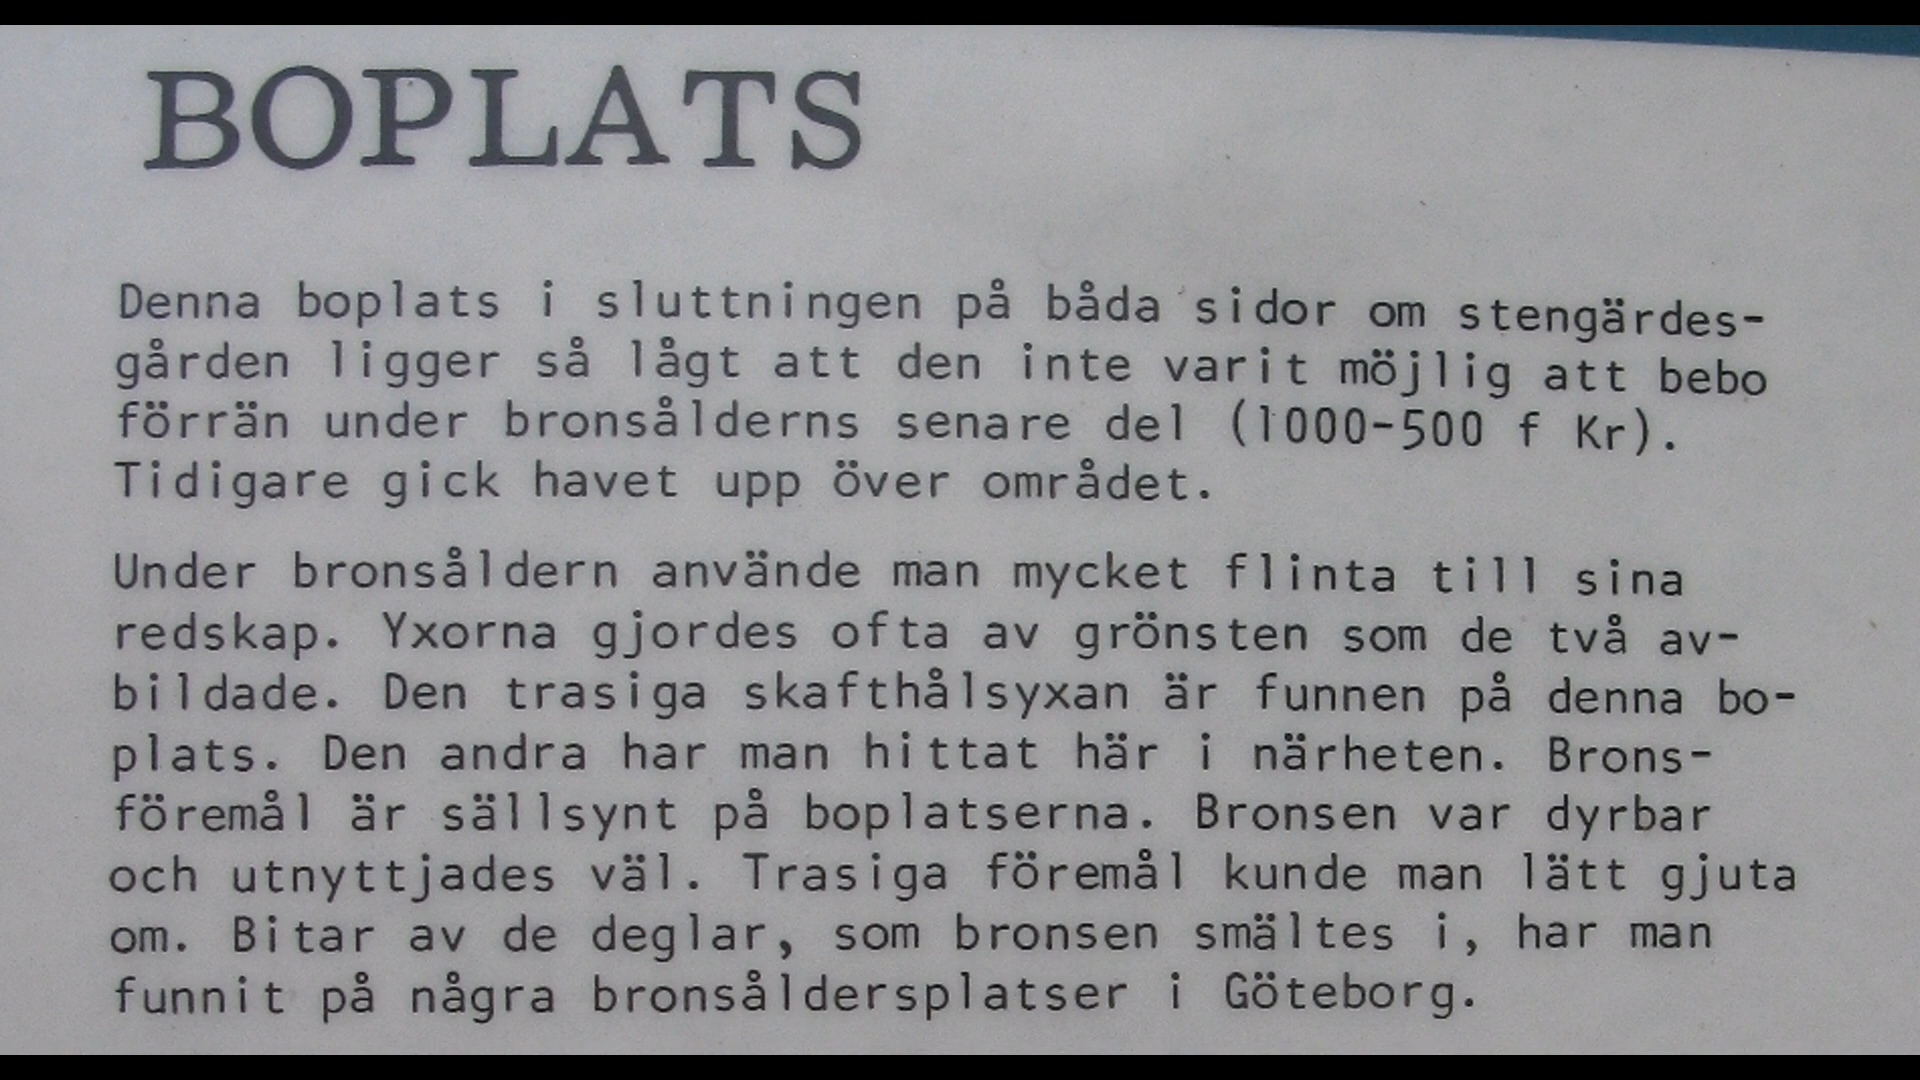 BOPLATS
Denna boplats i sluttningen på båda sidor om stengärdes-
gården ligger så lågt att den inte varit möjlig att bebo
förrän under bronsålderns senare del (1000-500 f Kr).
Tidigare gick havet upp över området.
Under bronsåldern använde man mycket flinta till sina
redskap. Yxorna gjordes ofta av grönsten som de två av-
bildade. Den trasiga skafthålsyxan är funnen på denna bo-
plats. Den andra har man hittat här i närheten. Brons-
föremål är sällsynt på boplatserna. Bronsen var dyrbar
och utnyttjades väl. Trasiga föremål kunde man lätt gjuta
om. Bitar av de deglar, som bronsen smältes i, har man
funnit på några bronsåldersplatser i Göteborg.